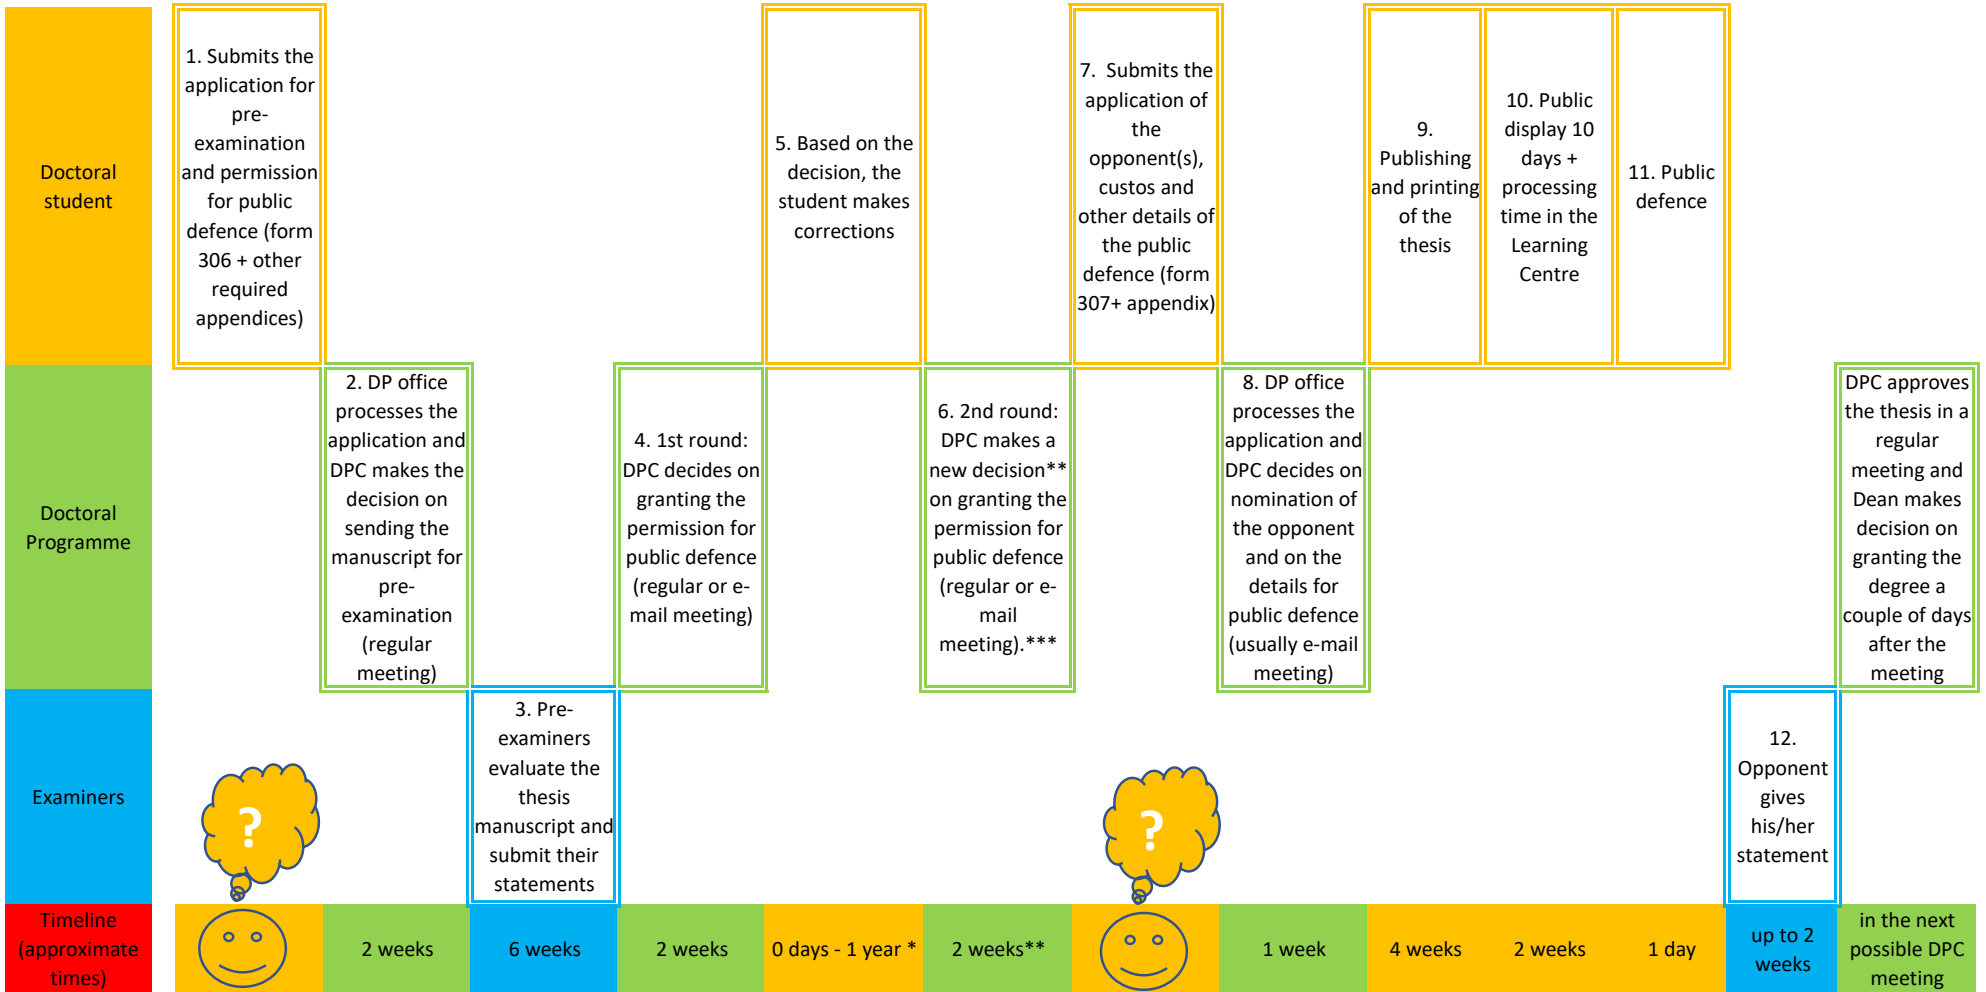 Doctoral
student
1. Submits the
application for
pre-
examination
and permission
for public
defence (form
306 + other
required
appendices)
5. Based on the
decision, the
student makes
corrections
7.  Submits the
application of
the
opponent(s),
custos and
other details of
the public
defence (form
307+ appendix)
9.
Publishing
and printing
of the
thesis
10. Public
display 10
days +
processing
time in the
Learning
Centre
11. Public
defence
Doctoral
Programme
2. DP office
processes the
application and
DPC makes the
decision on
sending the
manuscript for
pre-
examination
(regular
meeting)
4. 1st round:
DPC decides on
granting the
permission for
public defence
(regular or e-
mail meeting)
6. 2nd round:
DPC makes a
new decision**
on granting the
permission for
public defence
(regular or e-
mail
meeting).***
8. DP office
processes the
application and
DPC decides on
nomination of
the opponent
and on the
details for
public defence
(usually e-mail
meeting)
DPC approves
the thesis in a
regular
meeting and
Dean makes
decision on
granting the
degree a
couple of days
after the
meeting
Examiners
?
3. Pre-
examiners
evaluate the
thesis
manuscript and
submit their
statements
?
12.
Opponent
gives
his/her
statement
Timeline
(approximate
times)
2 weeks
6 weeks
2 weeks
0 days - 1 year *
2 weeks**
1 week
4 weeks
2 weeks
1 day
up to 2
weeks
in the next
possible DPC
meeting